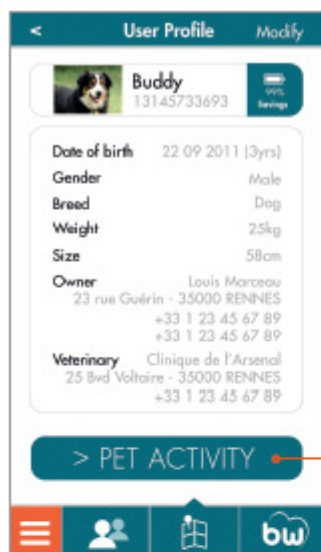 < User Profile Modify
Buddy
13145733693
99%
Savings
Date of birth 22 09 2011 (3yrs)
Gender Male
Breed Dog
Weight 25kg
Size 58cm
Owner Louis Marceau
23 rue Guérin - 35000 RENNES
+33 1 23 45 67 89
+33 1 23 45 67 89
Veterinary Clinique de l'Arsenal
25 Bvd Voltaire - 35000 RENNES
+33 1 23 45 67 89
> PET ACTIVITY
bw